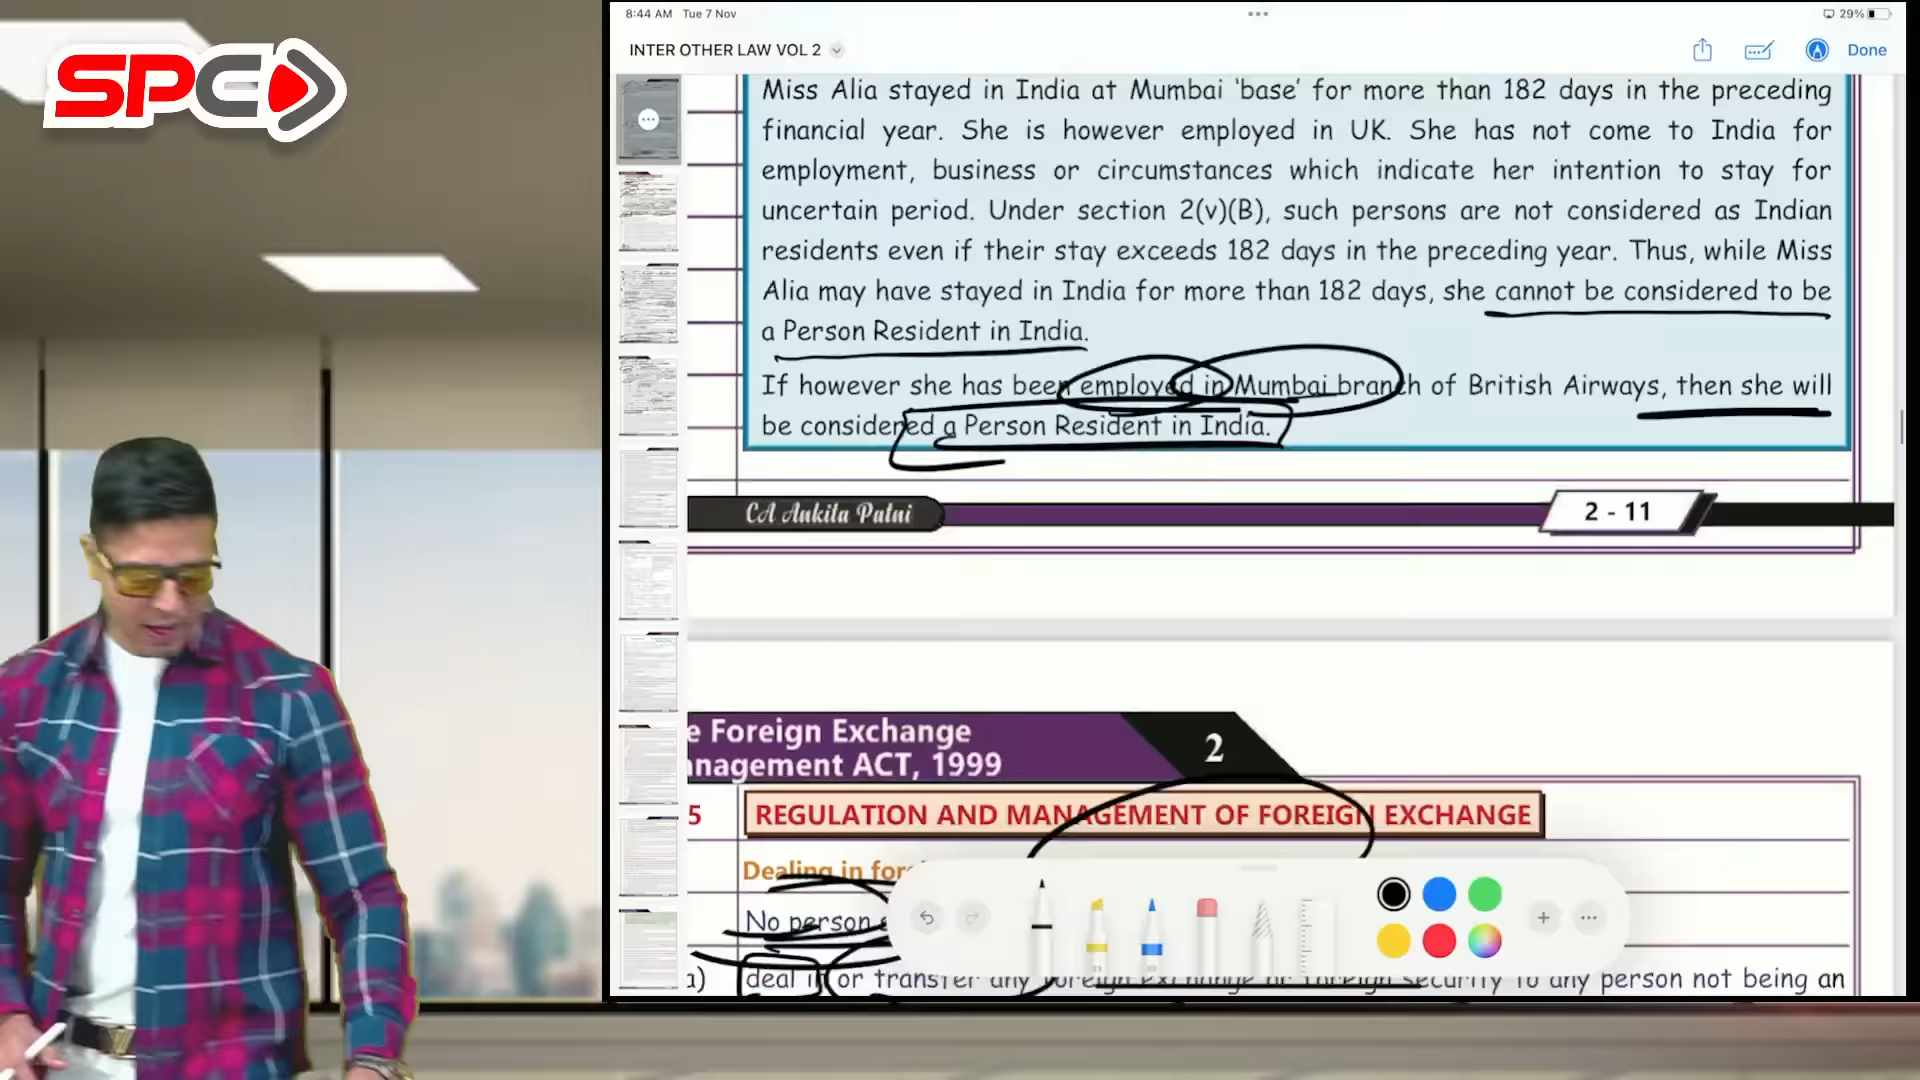 SPC
8:44 AM Tue 7 Nov
29%
INTER OTHER LAW VOL 2
Done
Miss Alia stayed in India at Mumbai ‘base’ for more than 182 days in the preceding
financial year. She is however employed in UK. She has not come to India for
employment, business or circumstances which indicate her intention to stay for
uncertain period. Under section 2(v)(B), such persons are not considered as Indian
residents even if their stay exceeds 182 days in the preceding year. Thus, while Miss
Alia may have stayed in India for more than 182 days, she cannot be considered to be
a Person Resident in India.
If however she has been employed in Mumbai branch of British Airways, then she will
be considered a Person Resident in India.
CA Ankita Patni
2 - 11
e Foreign Exchange
nagement ACT, 1999
2
5
REGULATION AND MANAGEMENT OF FOREIGN EXCHANGE
Dealing in for
No person
a) deal in or transfer any foreign exchange or foreign security to any person not being an